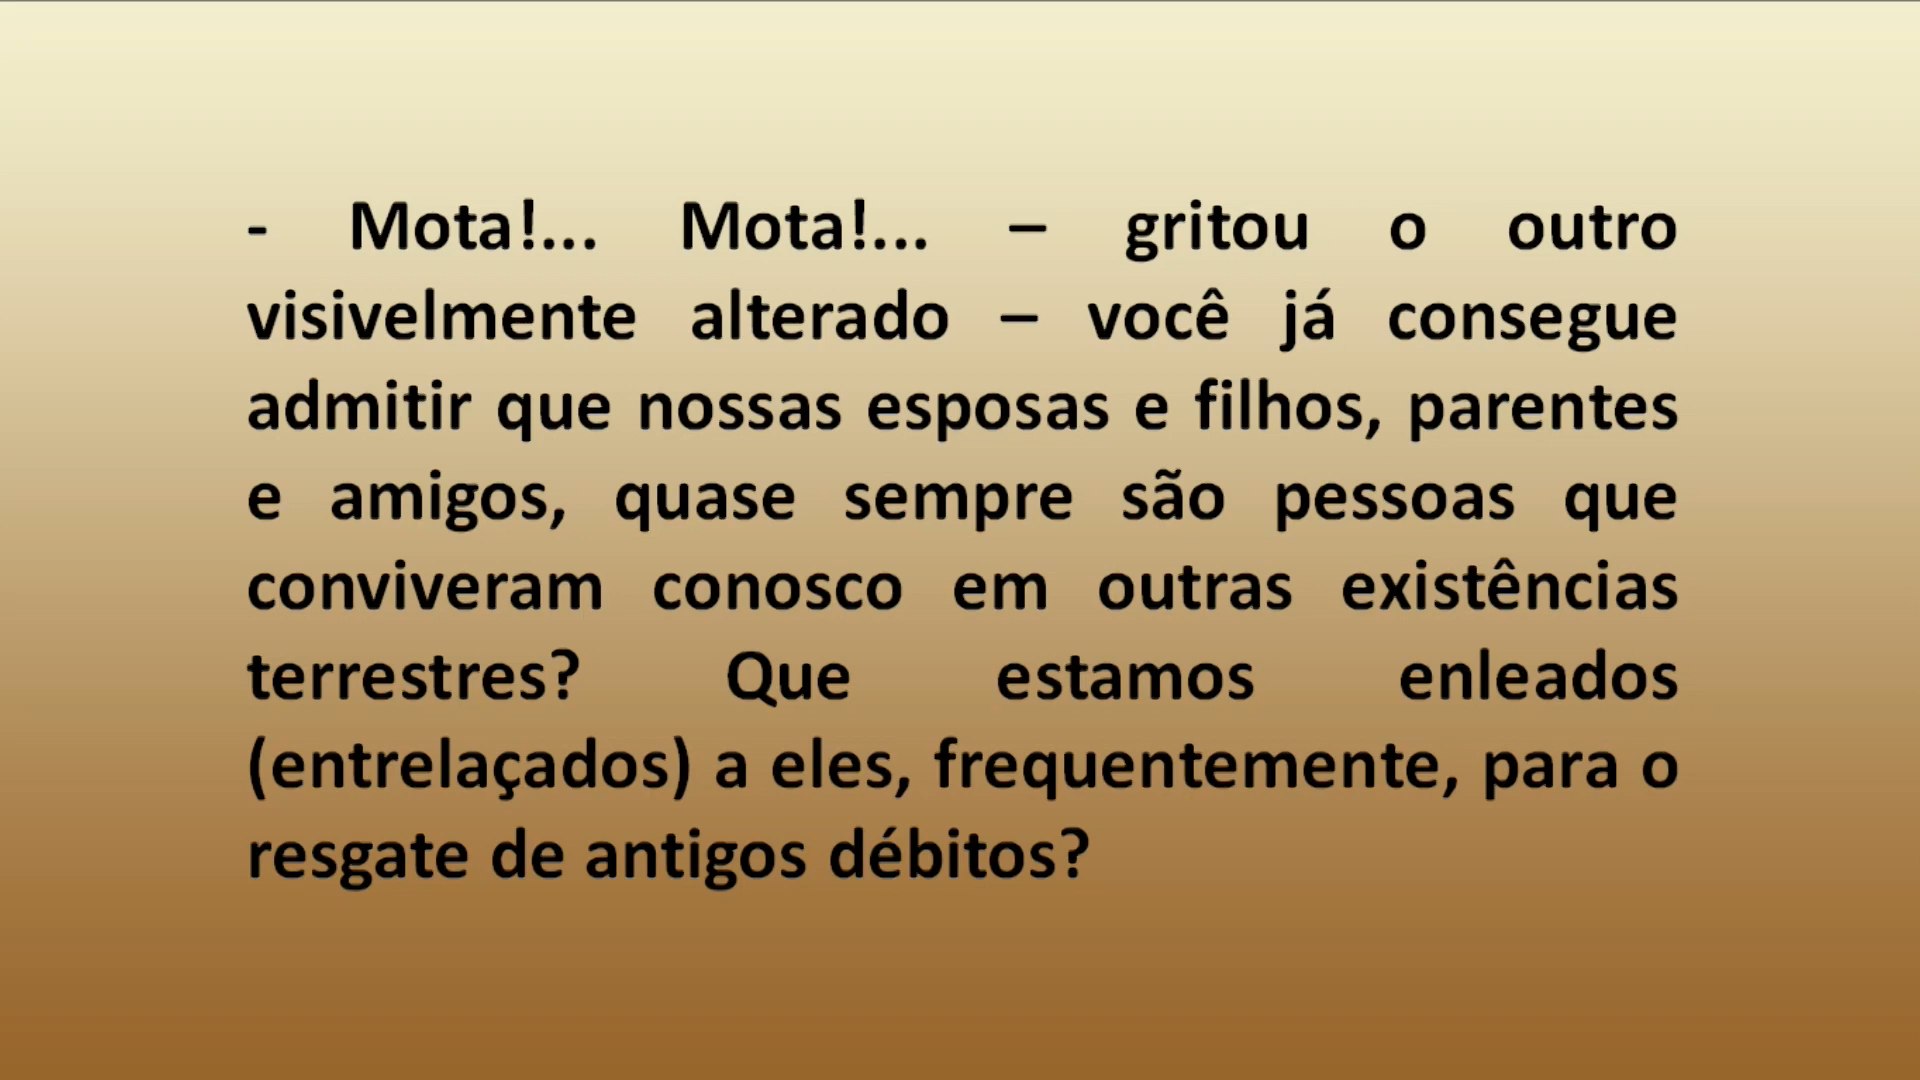 - Mota!... Mota!... – gritou o outro
visivelmente alterado – você já consegue
admitir que nossas esposas e filhos, parentes
e amigos, quase sempre são pessoas que
conviveram conosco em outras existências
terrestres? Que estamos enleados
(entrelaçados) a eles, frequentemente, para o
resgate de antigos débitos?